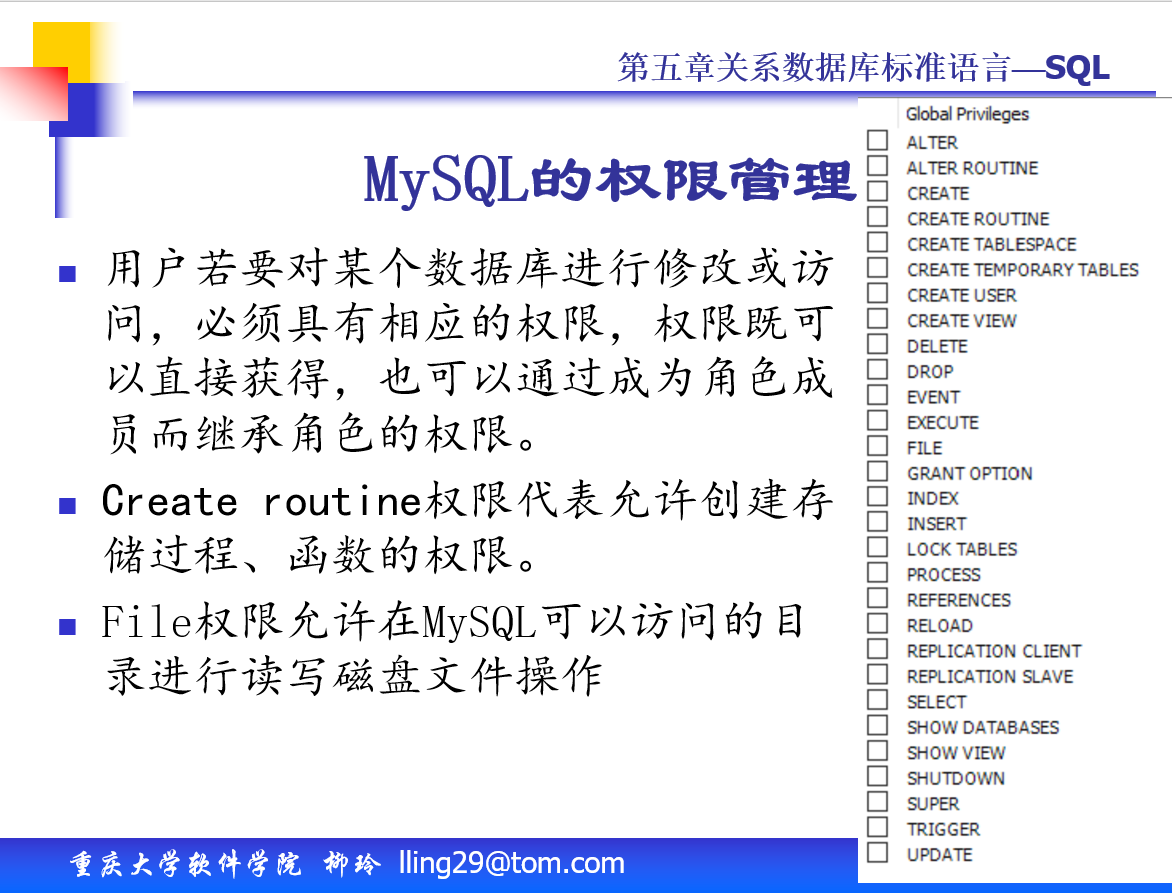 第五章关系数据库标准语言—SQL
MySQL的权限管理
用户若要对某个数据库进行修改或访
问，必须具有相应的权限，权限既可
以直接获得，也可以通过成为角色成
员而继承角色的权限。
Create routine权限代表允许创建存
储过程、函数的权限。
File权限允许在MySQL可以访问的目
录进行读写磁盘文件操作
Global Privileges
ALTER
ALTER ROUTINE
CREATE
CREATE ROUTINE
CREATE TABLESPACE
CREATE TEMPORARY TABLES
CREATE USER
CREATE VIEW
DELETE
DROP
EVENT
EXECUTE
FILE
GRANT OPTION
INDEX
INSERT
LOCK TABLES
PROCESS
REFERENCES
RELOAD
REPLICATION CLIENT
REPLICATION SLAVE
SELECT
SHOW DATABASES
SHOW VIEW
SHUTDOWN
SUPER
TRIGGER
UPDATE
重庆大学软件学院 柳玲 lling29@tom.com